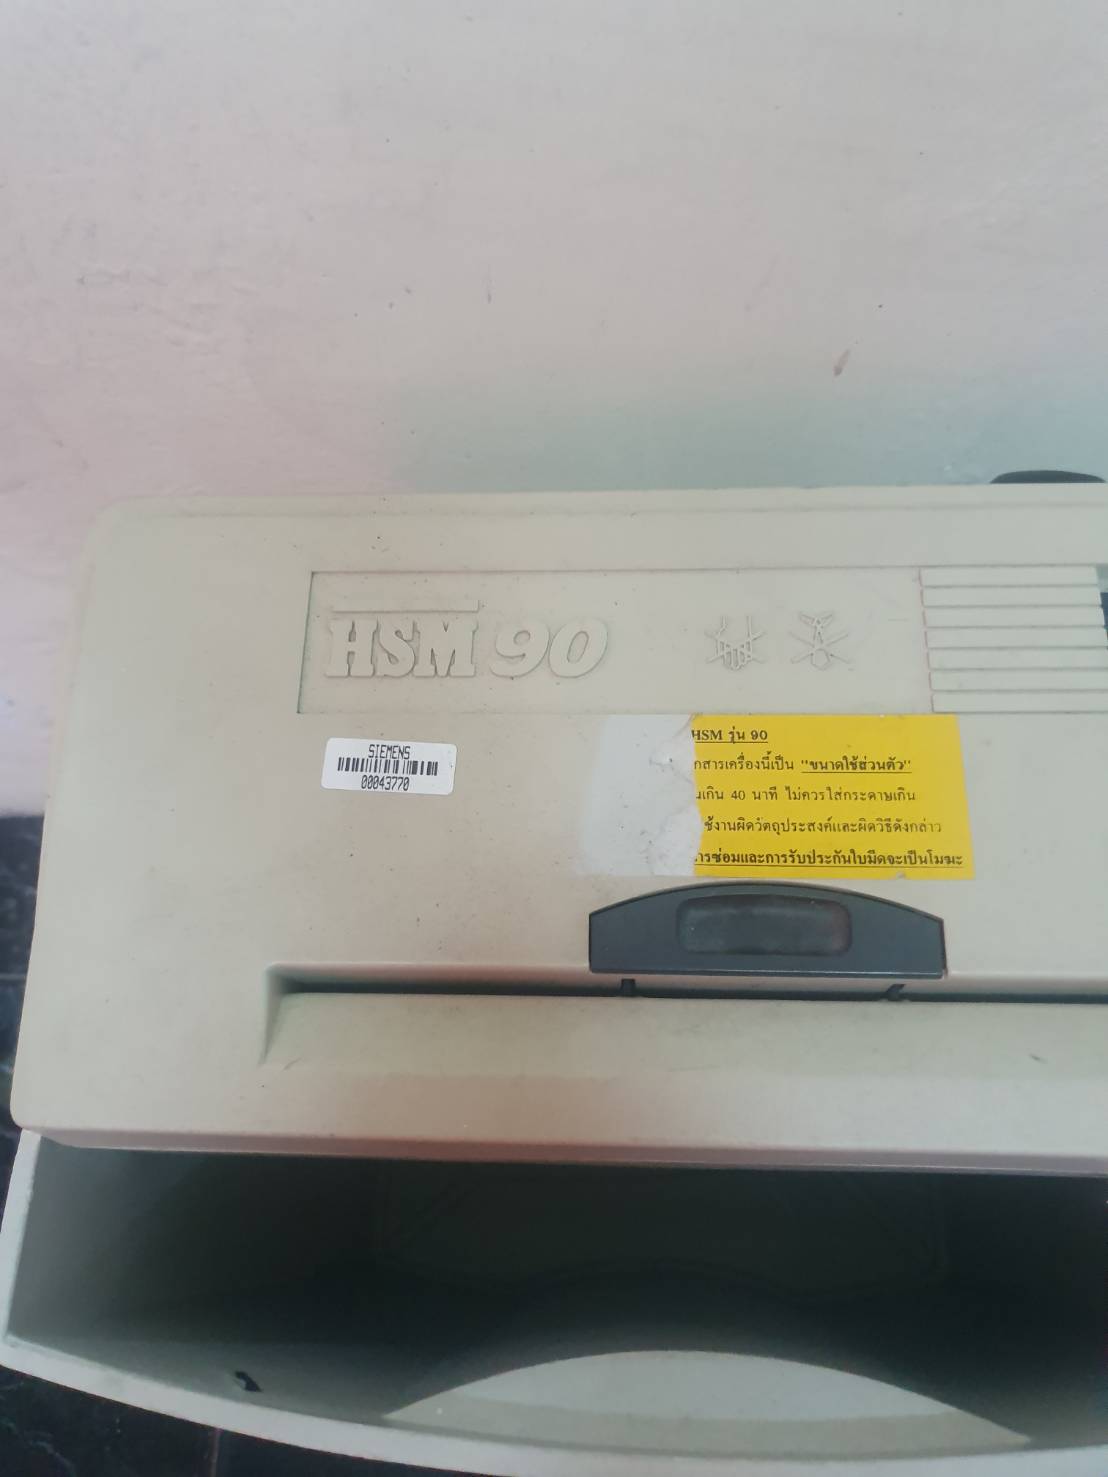 HSM 90
SIEMENS
00043770
HSM รุ่น 90
กสารเครื่องนี้เป็น "ขนาดใช้ส่วนตัว"
เกิน 40 นาที ไม่ควรใส่กระดาษเกิน
ช้งานผิดวัตถุประสงค์และผิดวิธีดังกล่าว
ารซ่อมและการรับประกันใบมีดจะเป็นโมฆะ